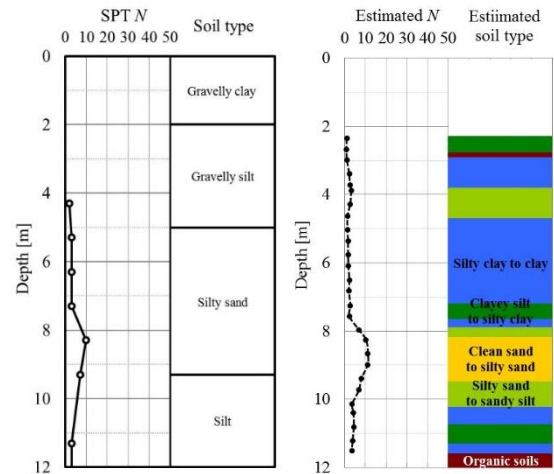 SPT N
Soil type
0 10 20 30 40 50
0
2
4
6
8
10
12
Depth [m]
Gravelly clay
Gravelly silt
Silty sand
Silt
Estimated N
Estiimated
soil type
0 10 20 30 40 50
0
2
4
6
8
10
12
Depth [m]
Silty clay to clay
Clayey silt
to silty clay
Clean sand
to silty sand
Silty sand
to sandy silt
Organic soils